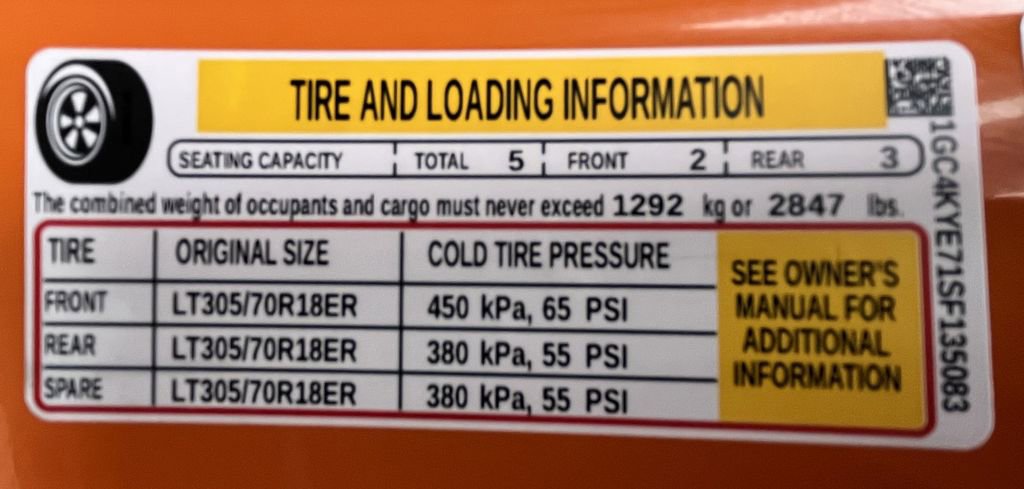 TIRE AND LOADING INFORMATION
SEATING CAPACITY TOTAL 5 FRONT 2 REAR 3
The combined weight of occupants and cargo must never exceed 1292 kg or 2847 lbs.
TIRE ORIGINAL SIZE COLD TIRE PRESSURE
FRONT LT305/70R18ER 450 kPa, 65 PSI
REAR LT305/70R18ER 380 kPa, 55 PSI
SPARE LT305/70R18ER 380 kPa, 55 PSI
SEE OWNER'S
MANUAL FOR
ADDITIONAL
INFORMATION
1GC4KYE71SF135083